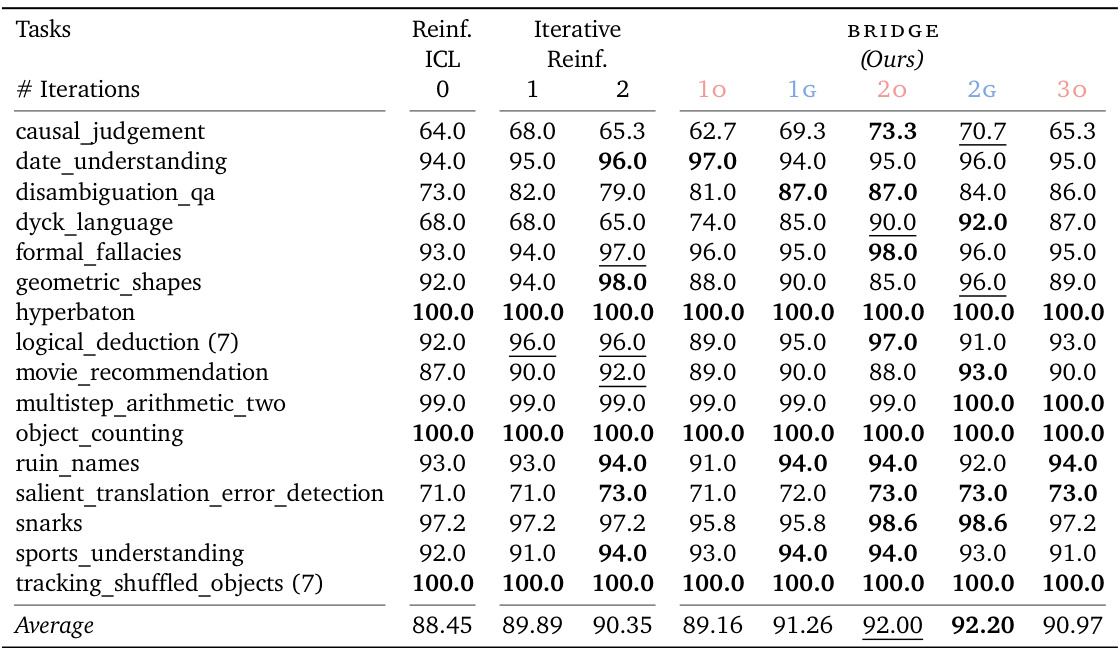 Tasks Reinf. Iterative BRIDGE
ICL Reinf. (Ours)
# Iterations 0 1 2 1O 1G 2O 2G 3O
causal_judgement 64.0 68.0 65.3 62.7 69.3 73.3 70.7 65.3
date_understanding 94.0 95.0 96.0 97.0 94.0 95.0 96.0 95.0
disambiguation_qa 73.0 82.0 79.0 81.0 87.0 87.0 84.0 86.0
dyck_language 68.0 68.0 65.0 74.0 85.0 90.0 92.0 87.0
formal_fallacies 93.0 94.0 97.0 96.0 95.0 98.0 96.0 95.0
geometric_shapes 92.0 94.0 98.0 88.0 90.0 85.0 96.0 89.0
hyperbaton 100.0 100.0 100.0 100.0 100.0 100.0 100.0 100.0
logical_deduction (7) 92.0 96.0 96.0 89.0 95.0 97.0 91.0 93.0
movie_recommendation 87.0 90.0 92.0 89.0 90.0 88.0 93.0 90.0
multistep_arithmetic_two 99.0 99.0 99.0 99.0 99.0 99.0 100.0 100.0
object_counting 100.0 100.0 100.0 100.0 100.0 100.0 100.0 100.0
ruin_names 93.0 93.0 94.0 91.0 94.0 94.0 92.0 94.0
salient_translation_error_detection 71.0 71.0 73.0 71.0 72.0 73.0 73.0 73.0
snarks 97.2 97.2 97.2 95.8 95.8 98.6 98.6 97.2
sports_understanding 92.0 91.0 94.0 93.0 94.0 94.0 93.0 91.0
tracking_shuffled_objects (7) 100.0 100.0 100.0 100.0 100.0 100.0 100.0 100.0
Average 88.45 89.89 90.35 89.16 91.26 92.00 92.20 90.97